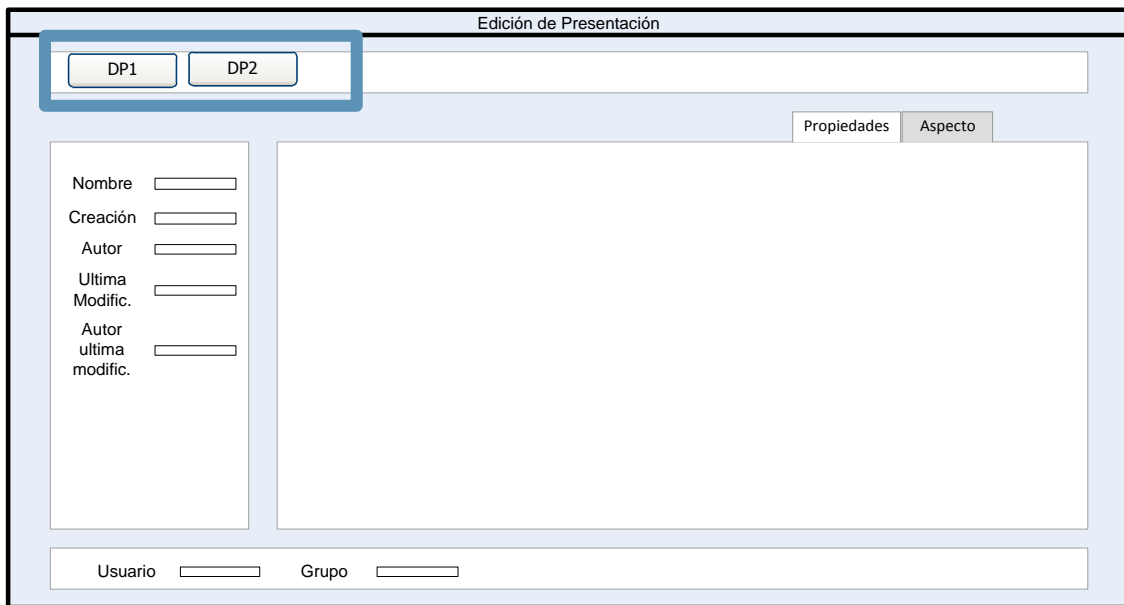 Edición de Presentación
DP1 DP2
Propiedades Aspecto
Nombre
Creación
Autor
Ultima
Modific.
Autor
ultima
modific.
Usuario Grupo